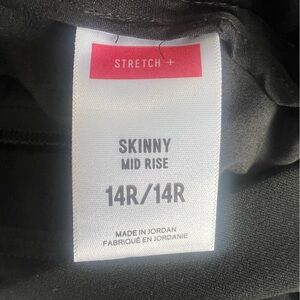 STRETCH +
SKINNY
MID RISE
14R/14R
MADE IN JORDAN
FABRIQUÉ EN JORDANIE